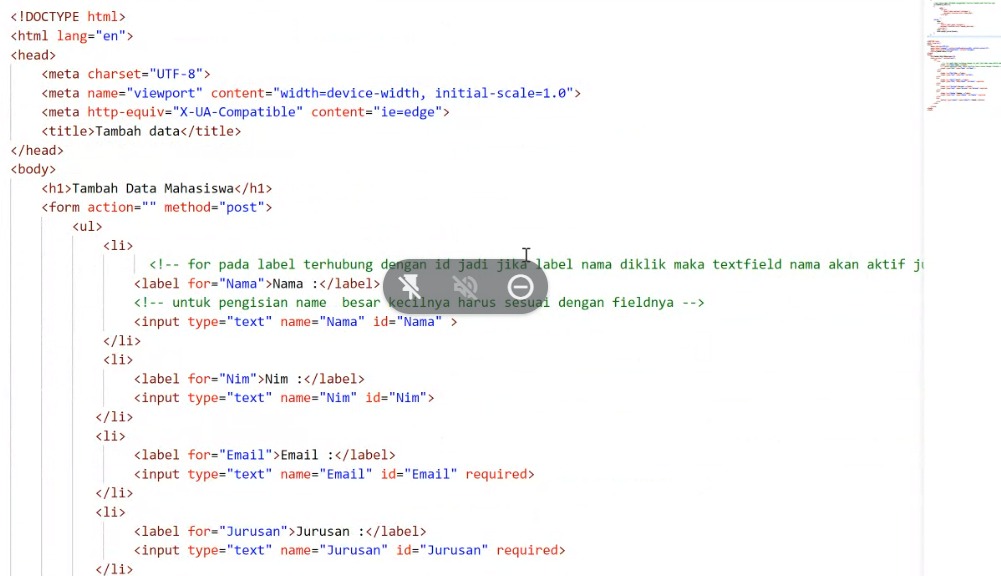 <!DOCTYPE html>
<html lang="en">
<head>
<meta charset="UTF-8">
<meta name="viewport" content="width=device-width, initial-scale=1.0">
<meta http-equiv="X-UA-Compatible" content="ie=edge">
<title>Tambah data</title>
</head>
<body>
<h1>Tambah Data Mahasiswa</h1>
<form action="" method="post">
<ul>
<li>
<!-- for pada label terhubung dengan id jadi jika label nama diklik maka textfield nama akan aktif
<label for="Nama">Nama :</label>
<!-- untuk pengisian name  besar kecilnya harus sesuai dengan fieldnya -->
<input type="text" name="Nama" id="Nama" >
</li>
<li>
<label for="Nim">Nim :</label>
<input type="text" name="Nim" id="Nim">
</li>
<li>
<label for="Email">Email :</label>
<input type="text" name="Email" id="Email" required>
</li>
<li>
<label for="Jurusan">Jurusan :</label>
<input type="text" name="Jurusan" id="Jurusan" required>
</li>